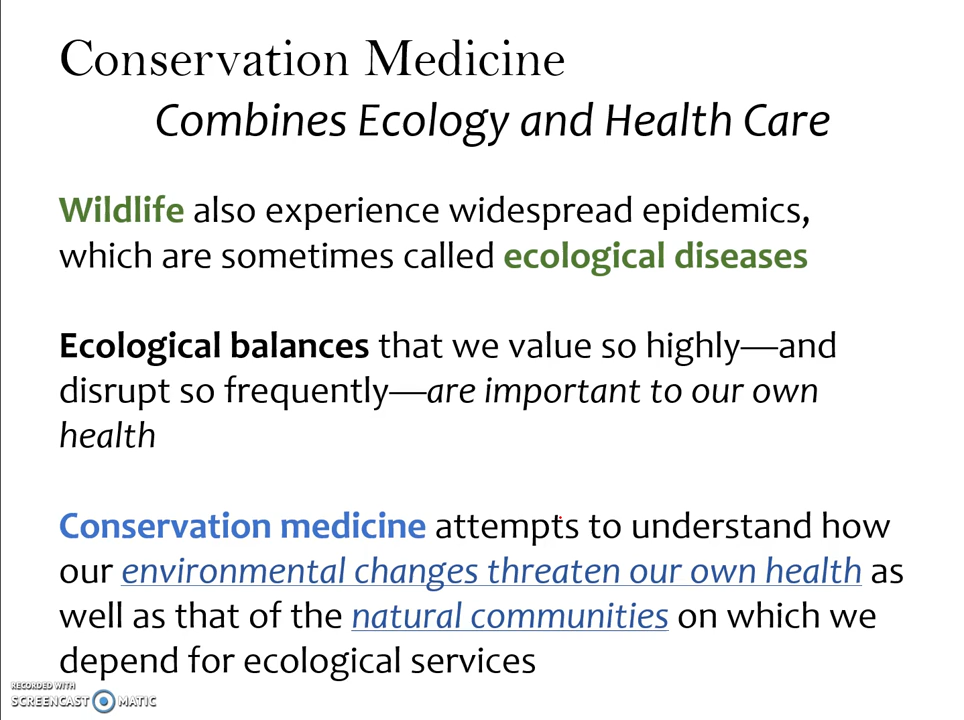 Conservation Medicine
Combines Ecology and Health Care
Wildlife also experience widespread epidemics,
which are sometimes called ecological diseases
Ecological balances that we value so highly—and
disrupt so frequently—are important to our own
health
Conservation medicine attempts to understand how
our environmental changes threaten our own health as
well as that of the natural communities on which we
depend for ecological services
RECORDED WITH
SCREENCAST MATIC